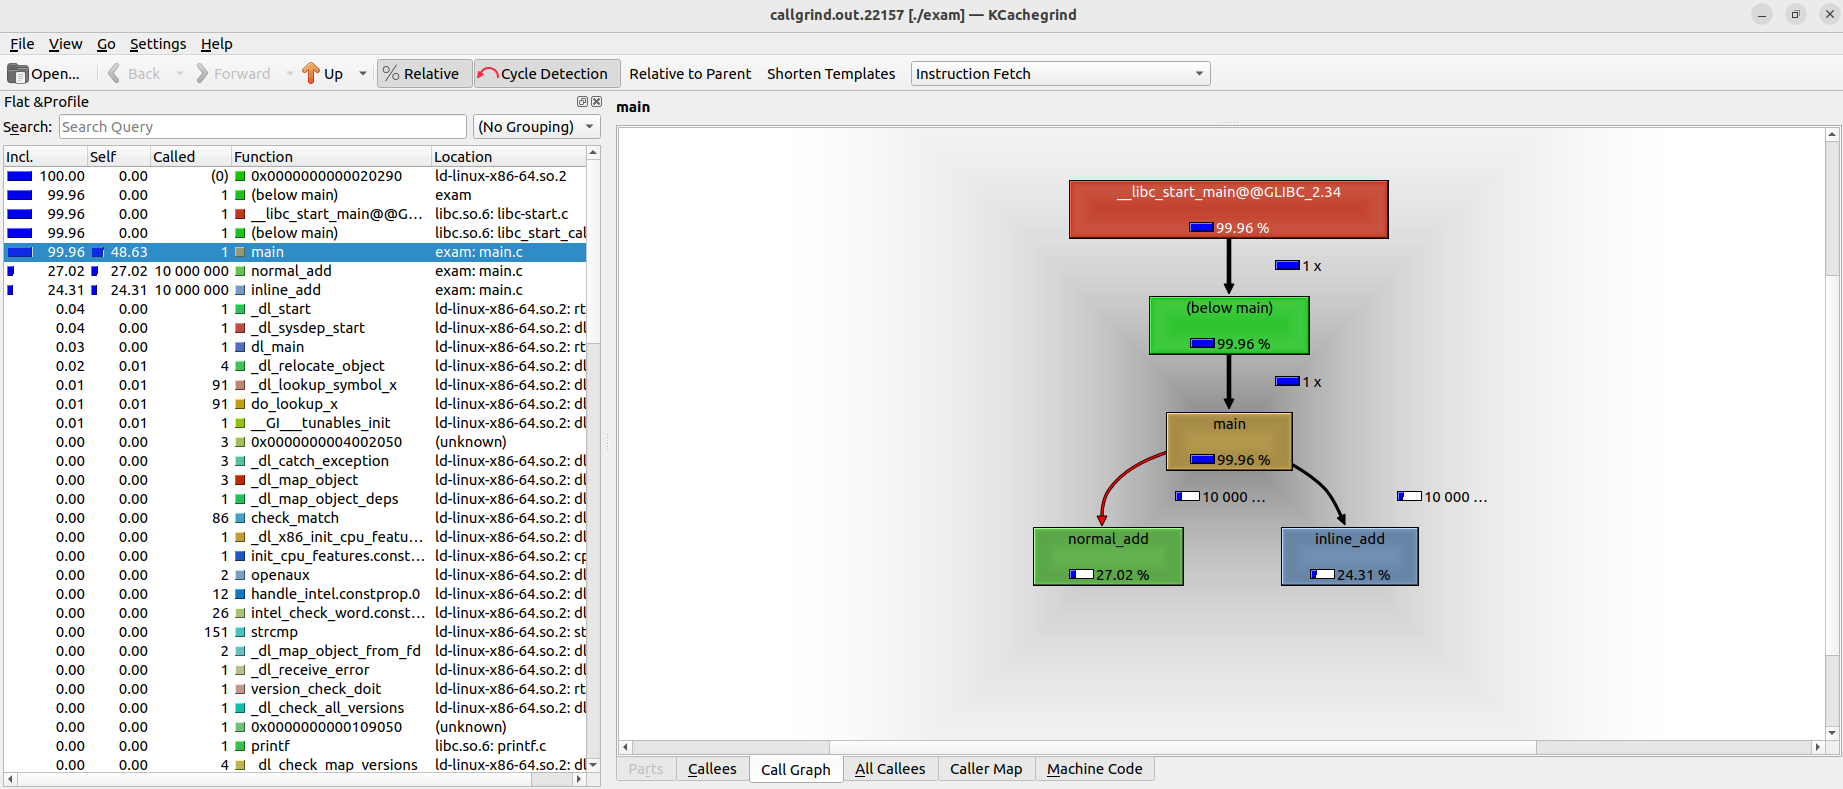 callgrind.out.22157 [./exam] — KCachegrind
File View Go Settings Help
Open... Back Forward Up % Relative Cycle Detection Relative to Parent Shorten Templates Instruction Fetch
Flat &Profile
Search: Search Query (No Grouping)
Incl. Self Called Function Location
100.00 0.00 (0) 0x0000000000020290 ld-linux-x86-64.so.2
99.96 0.00 1 (below main) exam
99.96 0.00 1 __libc_start_main@@G... libc.so.6: libc-start.c
99.96 0.00 1 (below main) libc.so.6: libc_start_cal
99.96 48.63 1 main exam: main.c
27.02 27.02 10 000 000 normal_add exam: main.c
24.31 24.31 10 000 000 inline_add exam: main.c
0.04 0.00 1 _dl_start ld-linux-x86-64.so.2: rt
0.04 0.00 1 _dl_sysdep_start ld-linux-x86-64.so.2: dl
0.03 0.00 1 dl_main ld-linux-x86-64.so.2: rt
0.02 0.01 4 _dl_relocate_object ld-linux-x86-64.so.2: dl
0.01 0.01 91 _dl_lookup_symbol_x ld-linux-x86-64.so.2: dl
0.01 0.01 91 do_lookup_x ld-linux-x86-64.so.2: dl
0.01 0.01 1 __GI___tunables_init ld-linux-x86-64.so.2: dl
0.00 0.00 3 0x0000000004002050 (unknown)
0.00 0.00 3 _dl_catch_exception ld-linux-x86-64.so.2: dl
0.00 0.00 3 _dl_map_object ld-linux-x86-64.so.2: dl
0.00 0.00 1 _dl_map_object_deps ld-linux-x86-64.so.2: dl
0.00 0.00 86 check_match ld-linux-x86-64.so.2: dl
0.00 0.00 1 _dl_x86_init_cpu_featu... ld-linux-x86-64.so.2: dl
0.00 0.00 1 init_cpu_features.const... ld-linux-x86-64.so.2: cp
0.00 0.00 2 openaux ld-linux-x86-64.so.2: dl
0.00 0.00 12 handle_intel.constprop.0 ld-linux-x86-64.so.2: dl
0.00 0.00 26 intel_check_word.const... ld-linux-x86-64.so.2: dl
0.00 0.00 151 strcmp ld-linux-x86-64.so.2: st
0.00 0.00 2 _dl_map_object_from_fd ld-linux-x86-64.so.2: dl
0.00 0.00 1 _dl_receive_error ld-linux-x86-64.so.2: dl
0.00 0.00 1 version_check_doit ld-linux-x86-64.so.2: rt
0.00 0.00 1 _dl_check_all_versions ld-linux-x86-64.so.2: dl
0.00 0.00 1 0x0000000000109050 (unknown)
0.00 0.00 1 printf libc.so.6: printf.c
0.00 0.00 4 _dl_check_map_versions ld-linux-x86-64.so.2: dl
main
__libc_start_main@@GLIBC_2.34
99.96 %
1 x
(below main)
99.96 %
1 x
main
99.96 %
10 000 ... 10 000 ...
normal_add inline_add
27.02 % 24.31 %
Parts Callees Call Graph All Callees Caller Map Machine Code